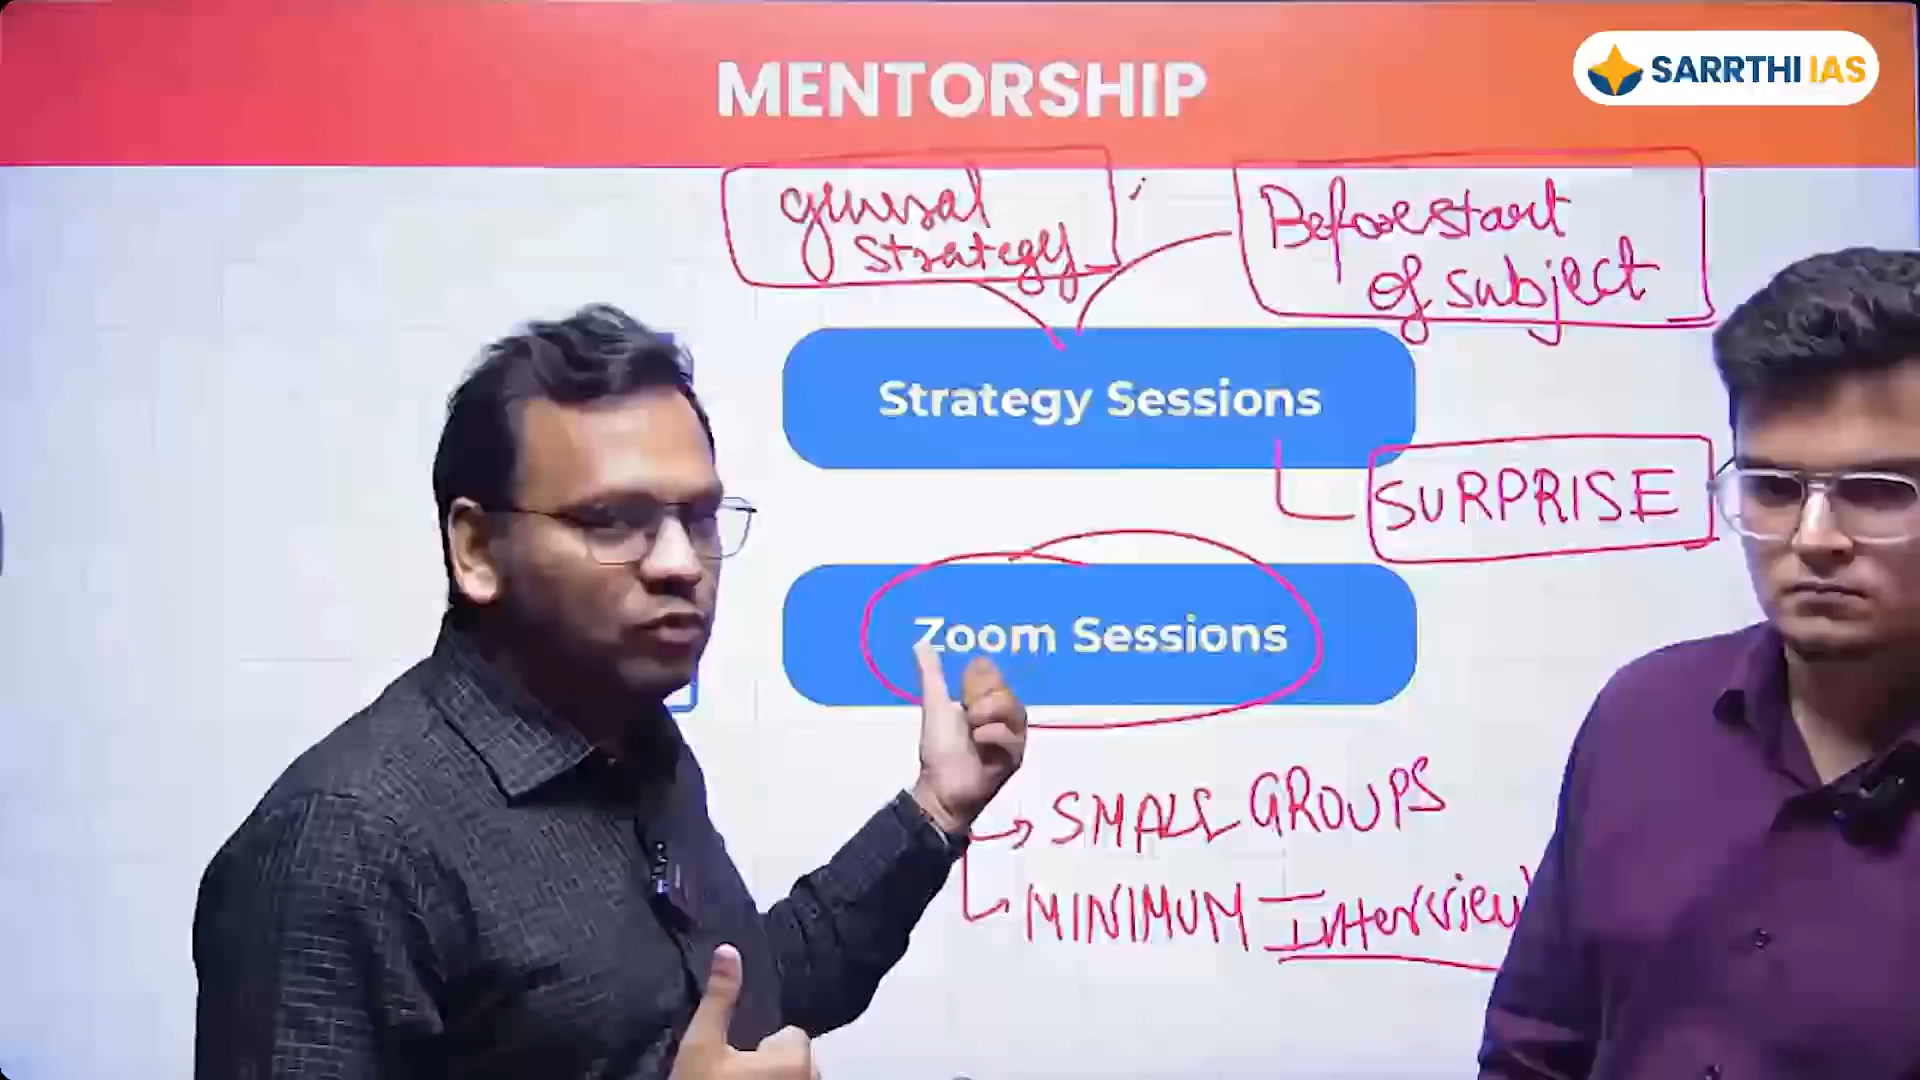 MENTORSHIP
SARRTHI IAS
general
strategy
Before start
of subject
Strategy Sessions
SURPRISE
Zoom Sessions
SMALL GROUPS
MINIMUM Interview